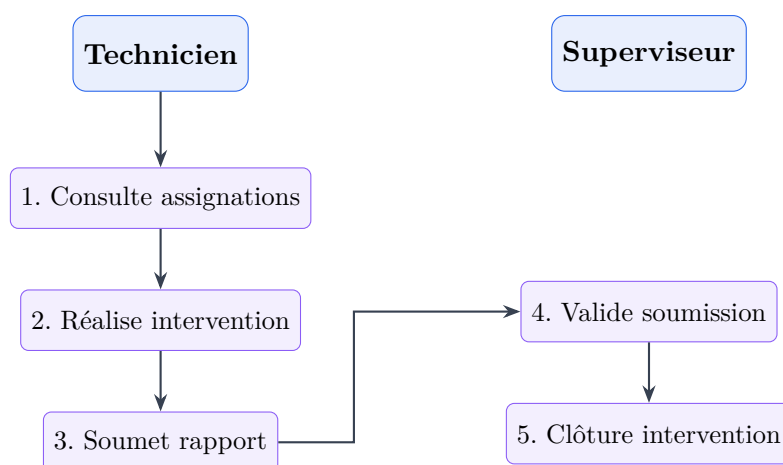 Technicien
Superviseur
1. Consulte assignations
2. Réalise intervention
3. Soumet rapport
4. Valide soumission
5. Clôture intervention